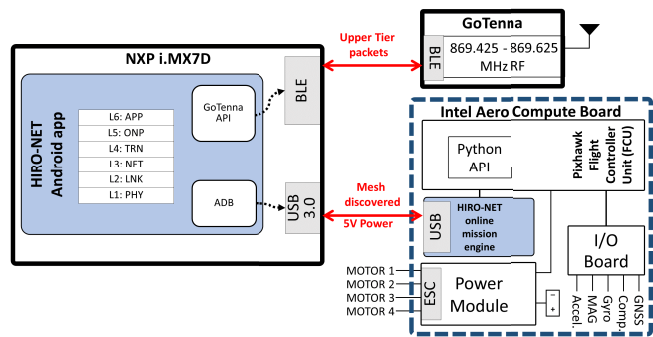 NXP i.MX7D
HIRO-NET
Android app
L6: APP
L5: ONP
L4: TRN
L3: NET
L2: LNK
L1: PHY
GoTenna
API
ADB
BLE
USB
3.0
Upper Tier
packets
Mesh
discovered
5V Power
GoTenna
BLE
869.425 - 869.625
MHz RF
Intel Aero Compute Board
Python
API
Pixhawk
Flight
Controller
Unit (FCU)
USB
HIRO-NET
online
mission
engine
I/O
Board
MOTOR 1
MOTOR 2
MOTOR 3
MOTOR 4
ESC
Power
Module
- +
Accel.
MAG
Gyro
Comp.
GNSS